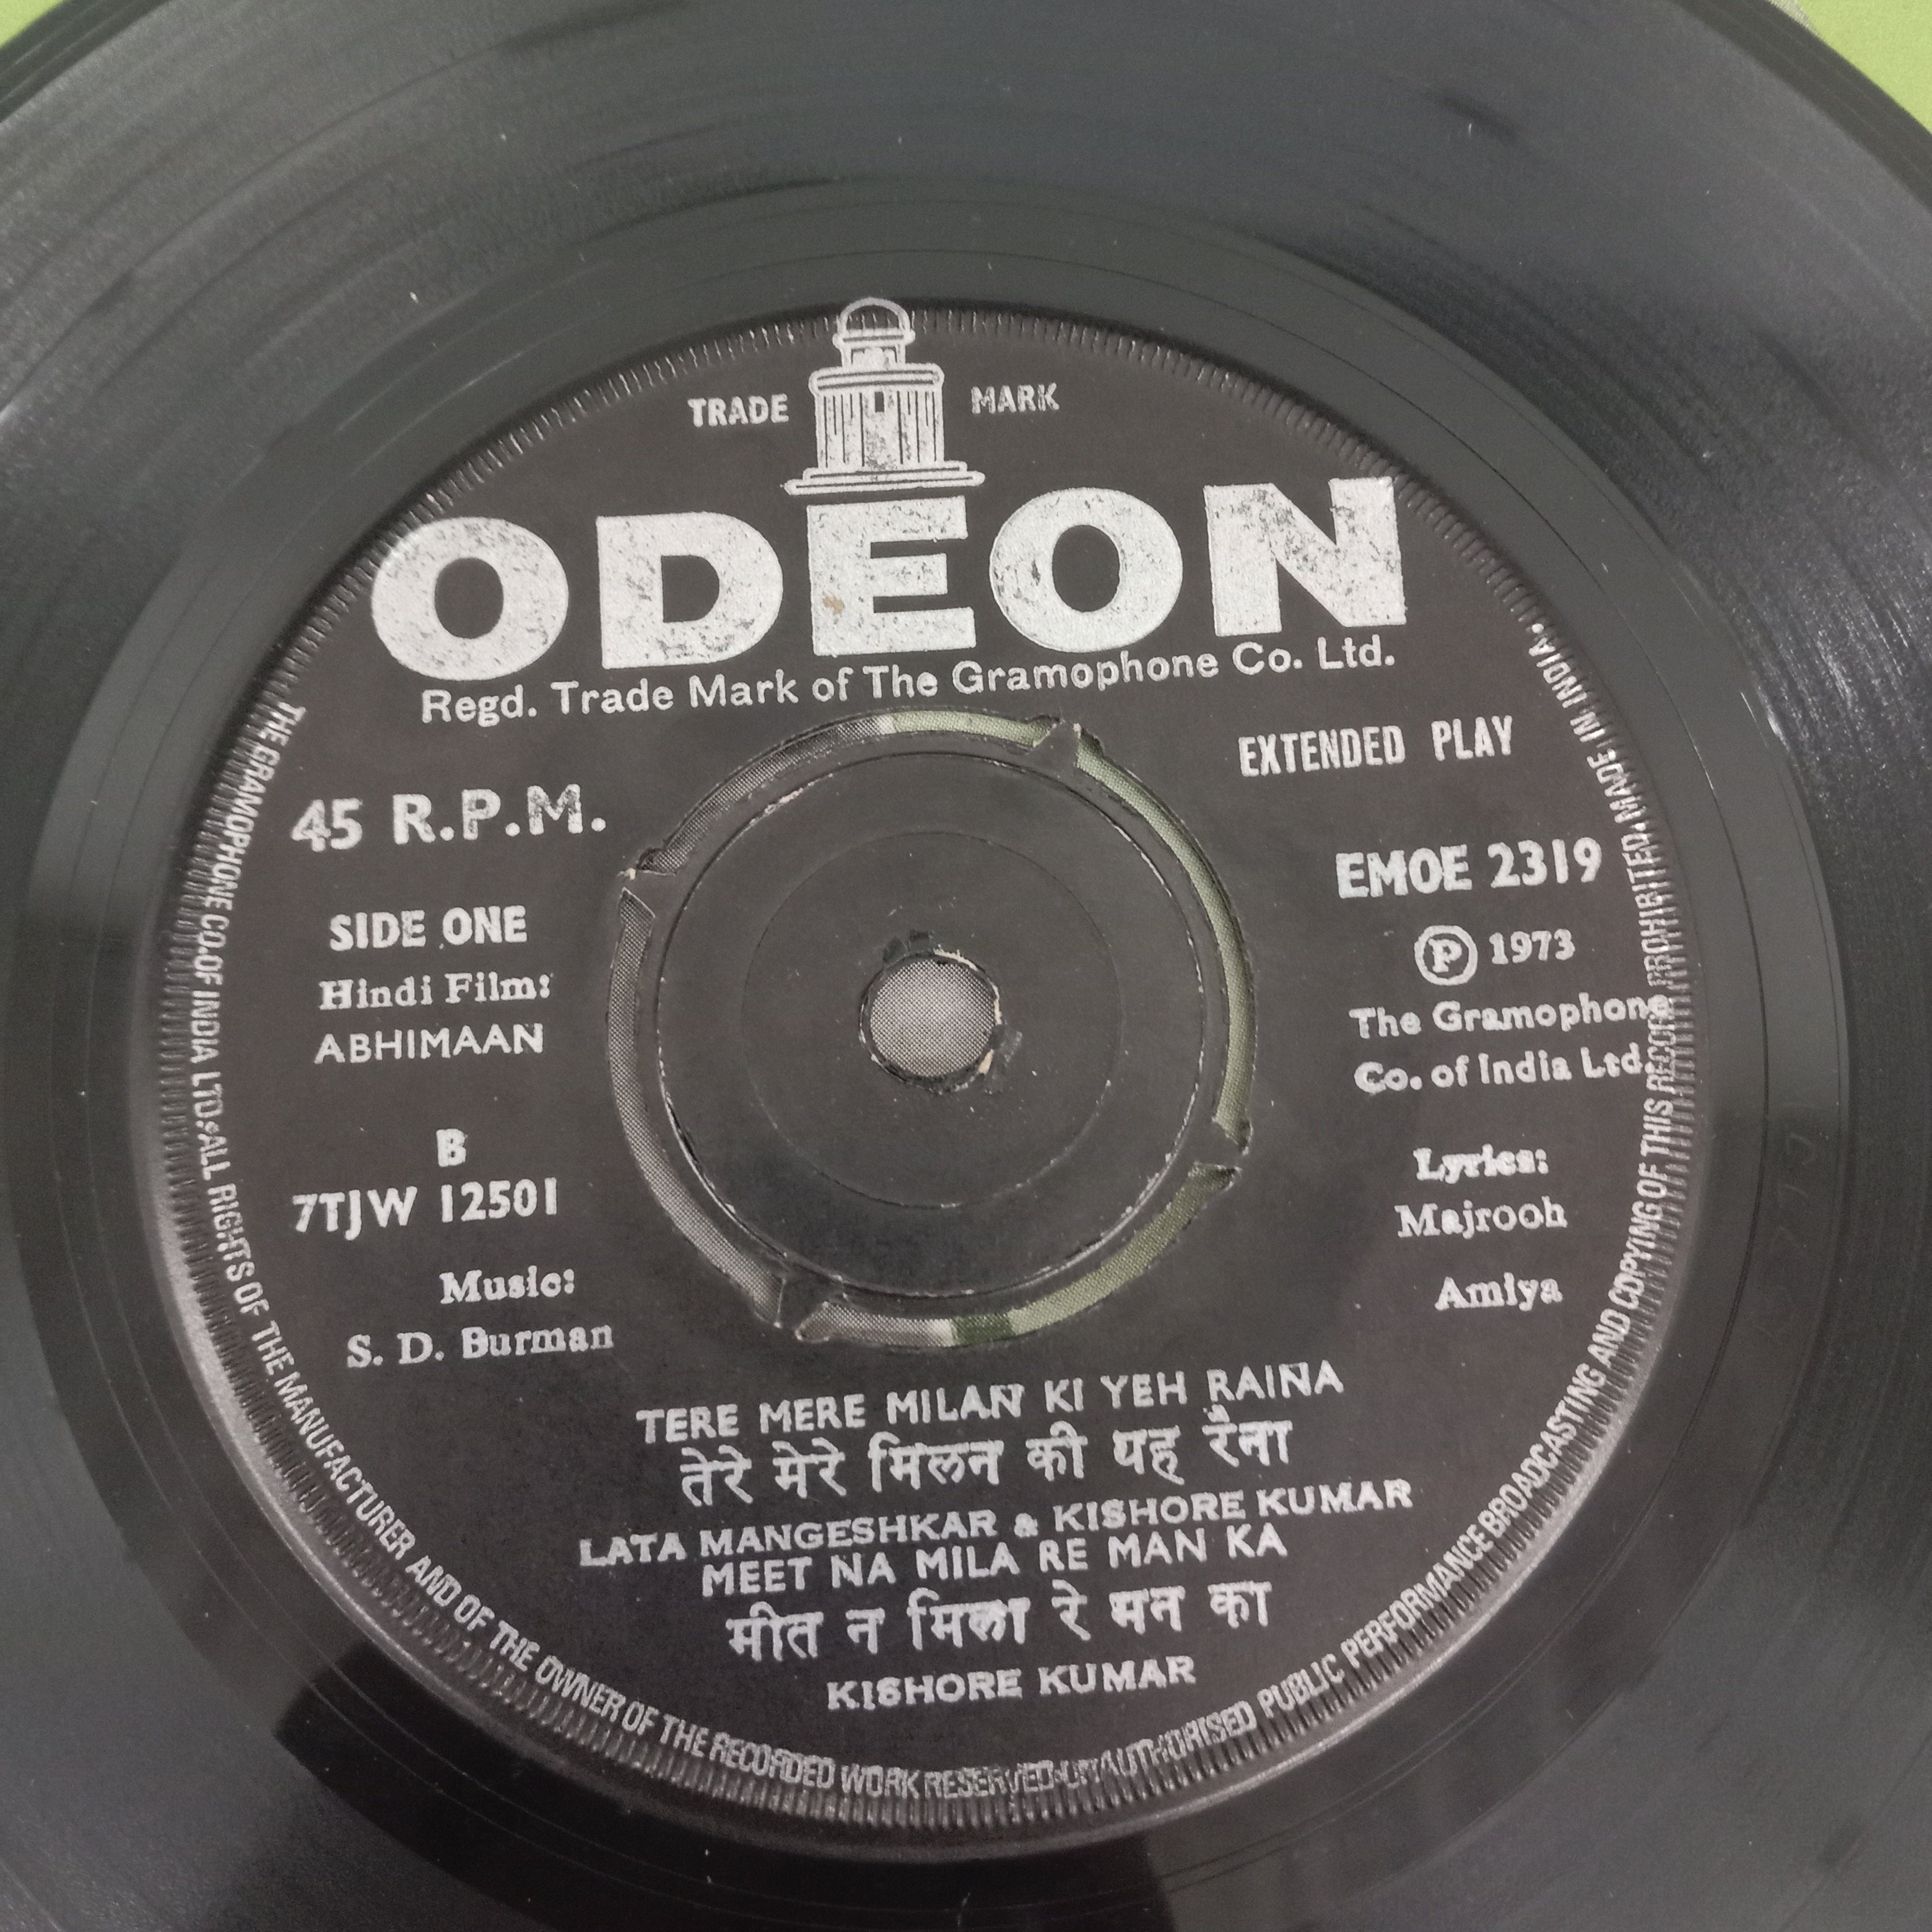 TRADE MARK
ODEON
Regd. Trade Mark of The Gramophone Co. Ltd.
EXTENDED PLAY
45 R.P.M.
EMOE 2319
SIDE ONE
Ⓟ 1973
Hindi Film:
The Gramophone
ABHIMAAN
Co. of India Ltd.
B
7TJW 12501
Lyrics:
Majrooh
Music:
Amiya
S. D. Burman
TERE MERE MILAN KI YEH RAINA
तेरे मेरे मिलन की यह रैना
LATA MANGESHKAR & KISHORE KUMAR
MEET NA MILA RE MAN KA
मीत न मिला रे मन का
KISHORE KUMAR
THE GRAMOPHONE CO. OF INDIA LTD. ALL RIGHTS OF THE MANUFACTURER AND OF THE OWNER OF THE RECORDED WORK RESERVED. UNAUTHORISED PUBLIC PERFORMANCE BROADCASTING AND COPYING OF THIS RECORD PROHIBITED. MADE IN INDIA.